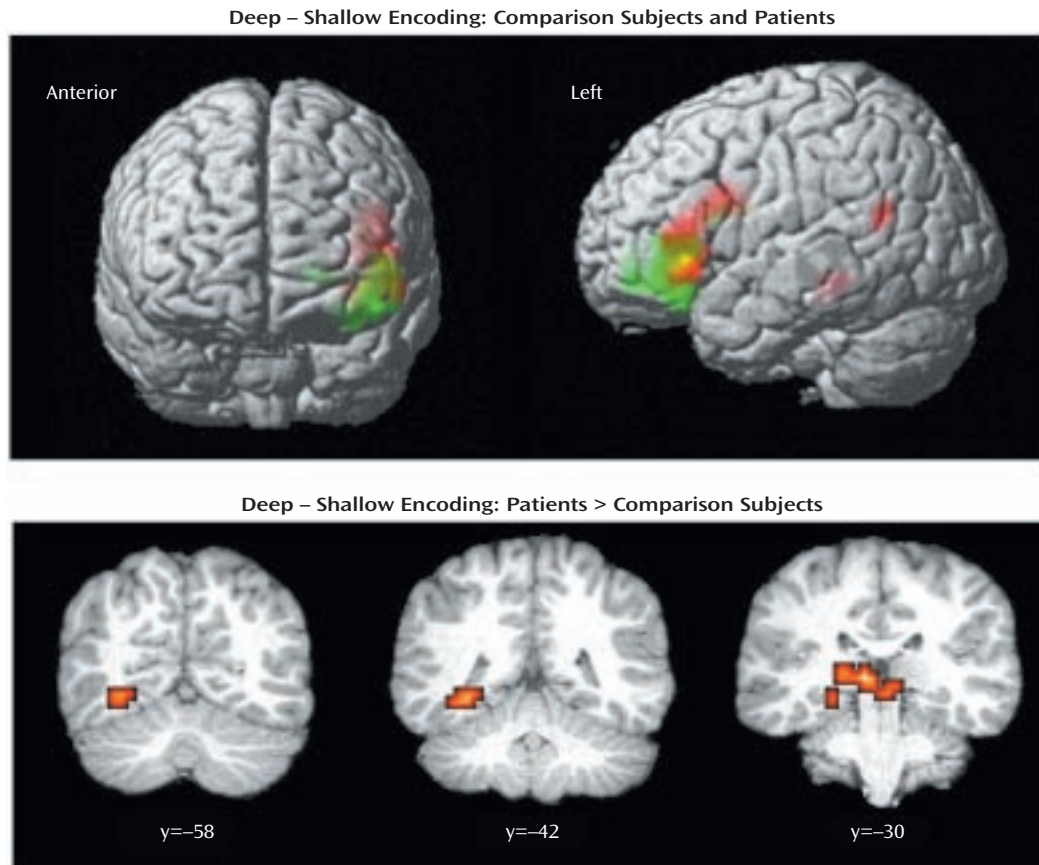 Deep – Shallow Encoding: Comparison Subjects and Patients
Anterior
Left
Deep – Shallow Encoding: Patients > Comparison Subjects
y=–58
y=–42
y=–30